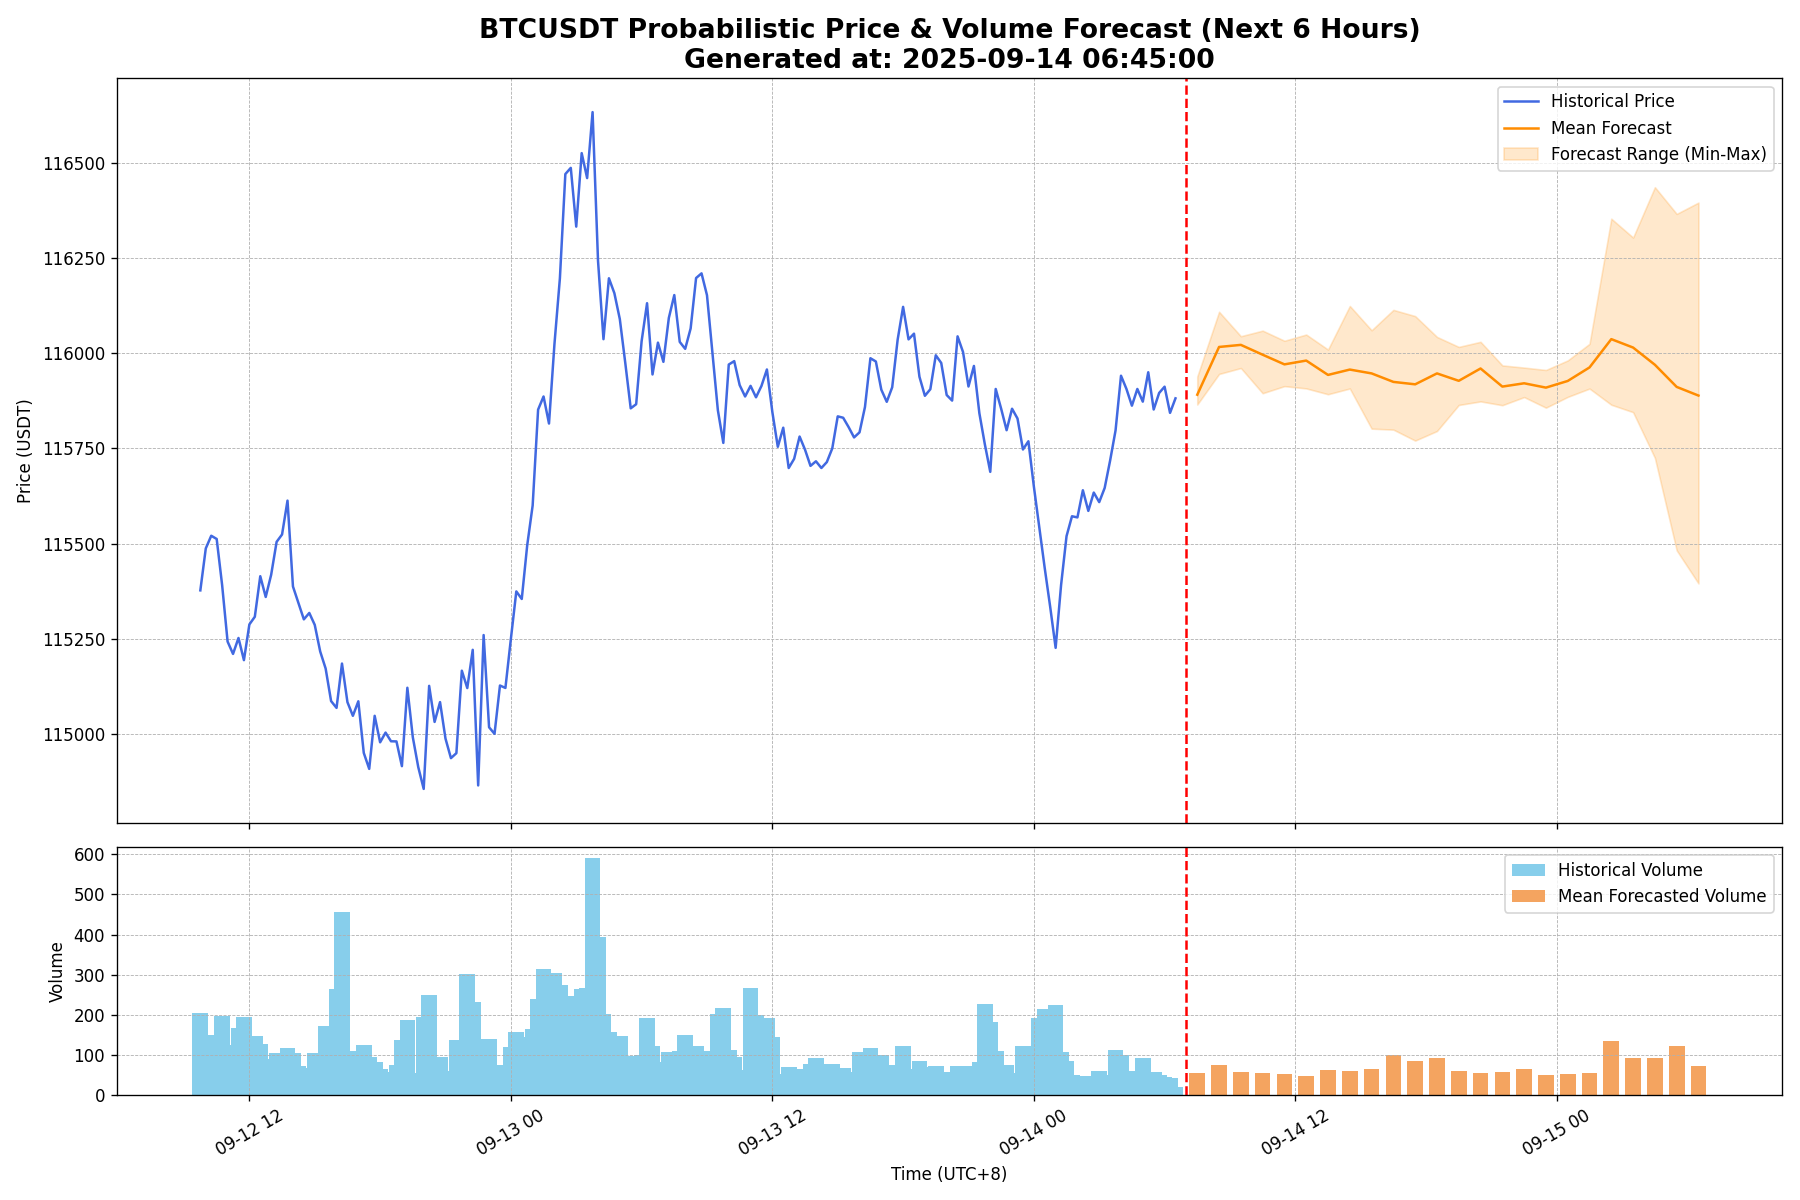 BTCUSDT Probabilistic Price & Volume Forecast (Next 6 Hours)
Generated at: 2025-09-14 06:45:00
Historical Price
Mean Forecast
Forecast Range (Min-Max)
Price (USDT)
116500
116250
116000
115750
115500
115250
115000
Historical Volume
Mean Forecasted Volume
Volume
600
500
400
300
200
100
0
09-12 12
09-13 00
09-13 12
09-14 00
09-14 12
09-15 00
Time (UTC+8)